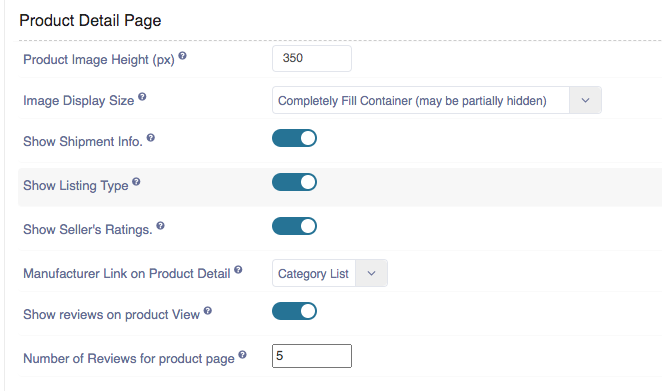 Product Detail Page
Product Image Height (px) ?
350
Image Display Size ?
Completely Fill Container (may be partially hidden)
Show Shipment Info. ?
Show Listing Type ?
Show Seller's Ratings. ?
Manufacturer Link on Product Detail ?
Category List
Show reviews on product View ?
Number of Reviews for product page ?
5